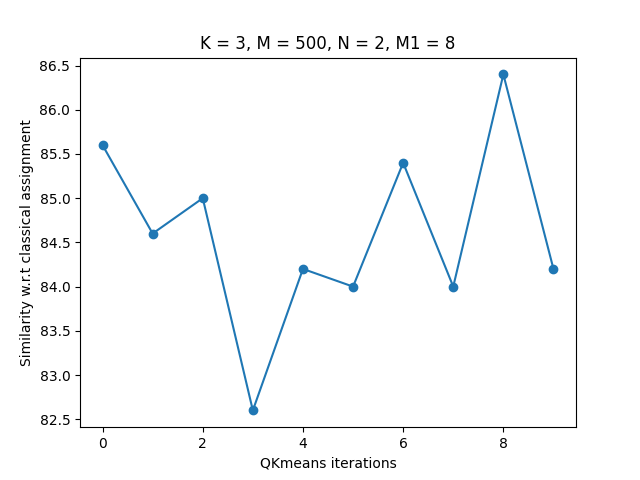 K = 3, M = 500, N = 2, M1 = 8
86.5
86.0
85.5
85.0
84.5
84.0
83.5
83.0
82.5
Similarity w.r.t classical assignment
0 2 4 6 8
QKmeans iterations